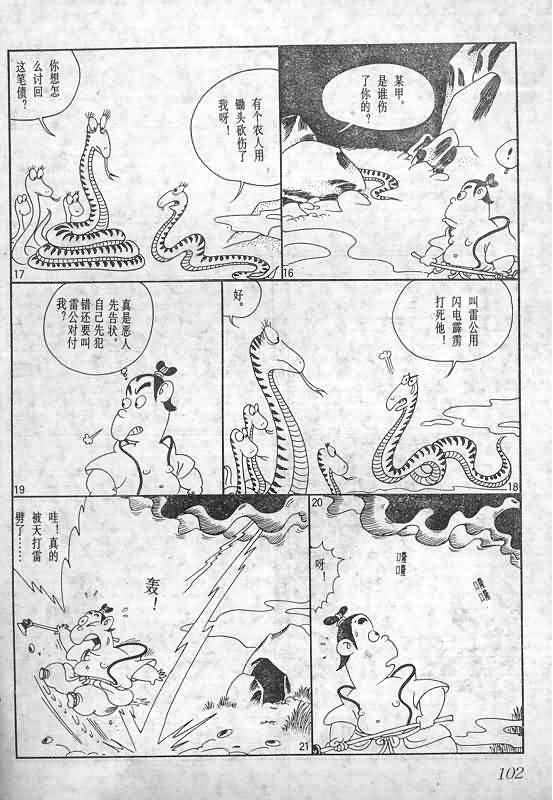 某甲，
是谁伤
了你的？
！
16
有个农人用
锄头砍伤了
我呀！
你想怎
么讨回
这笔债？
17
叫雷公用
闪电霹雳
打死他！
好。
18
真是恶人
先告状，
自己先犯
错还要叫
雷公对付
我？
19
20
呀！
嘎
嘎
嘎
嘎
轰！
哇！真的
被天打雷
劈了……
21
102